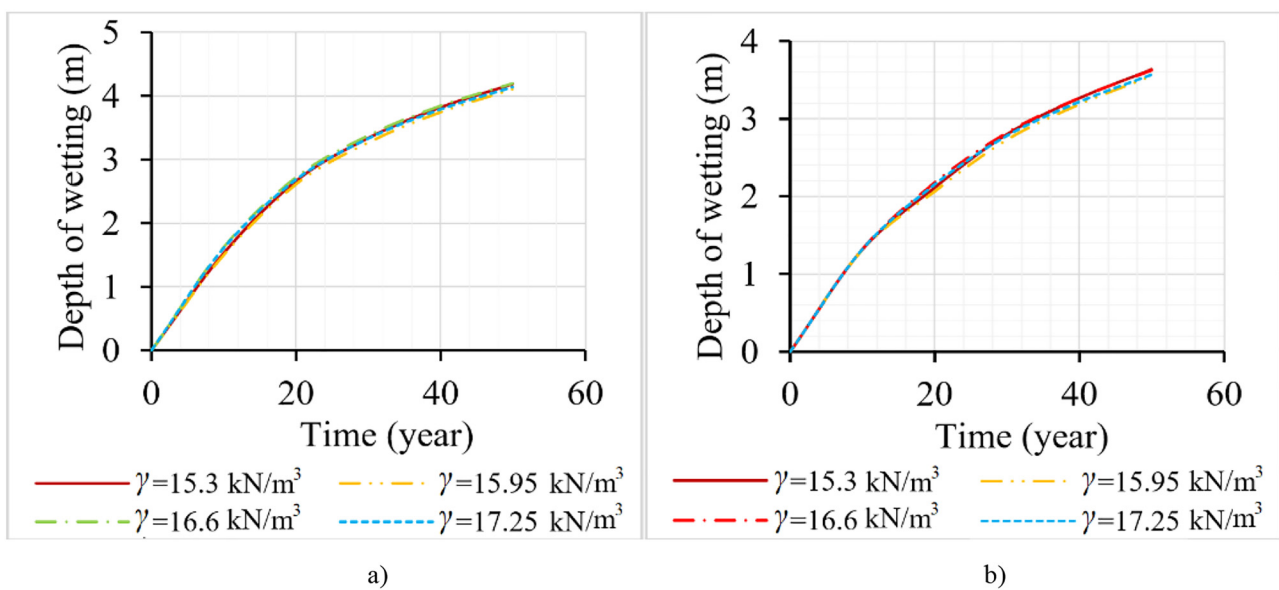 Depth of wetting (m)
5
4
3
2
1
0
0 20 40 60
Time (year)
γ=15.3 kN/m³ γ=15.95 kN/m³
γ=16.6 kN/m³ γ=17.25 kN/m³
a)
Depth of wetting (m)
4
3
2
1
0
0 20 40 60
Time (year)
γ=15.3 kN/m³ γ=15.95 kN/m³
γ=16.6 kN/m³ γ=17.25 kN/m³
b)